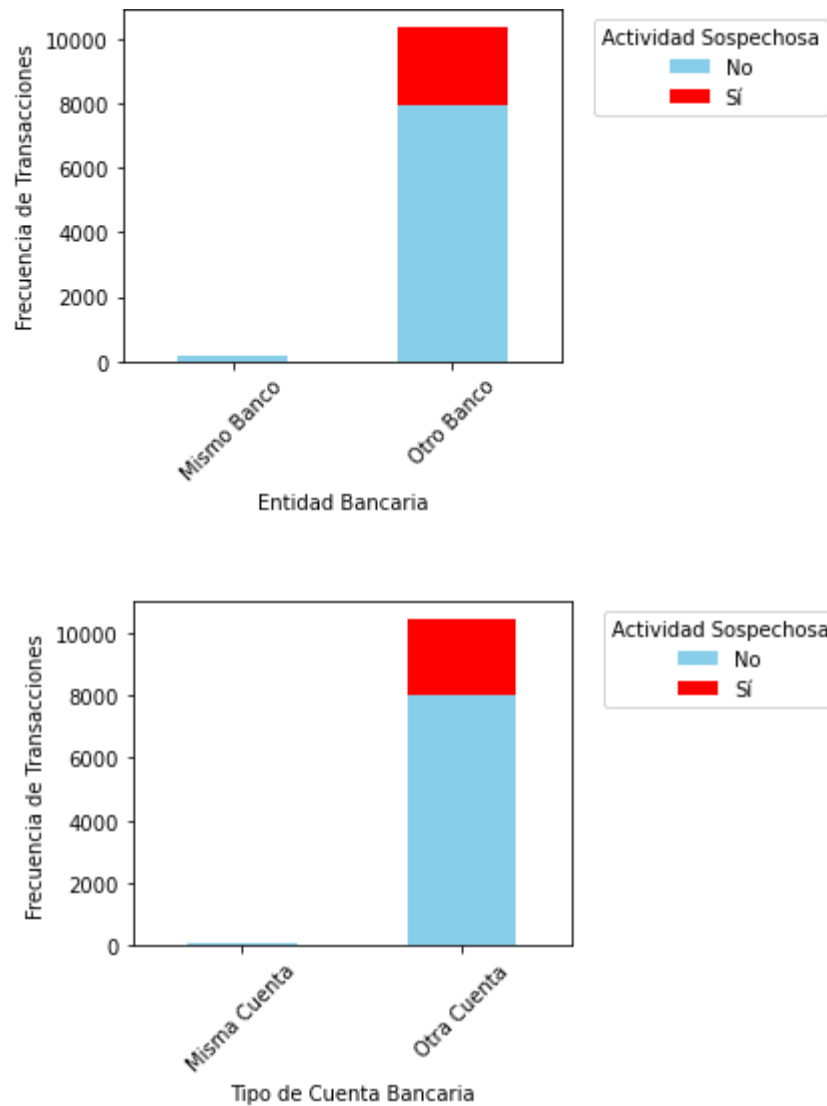 10000
8000
6000
4000
2000
0
Frecuencia de Transacciones
Mismo Banco
Otro Banco
Entidad Bancaria
Actividad Sospechosa
No
Sí
10000
8000
6000
4000
2000
0
Frecuencia de Transacciones
Misma Cuenta
Otra Cuenta
Tipo de Cuenta Bancaria
Actividad Sospechosa
No
Sí